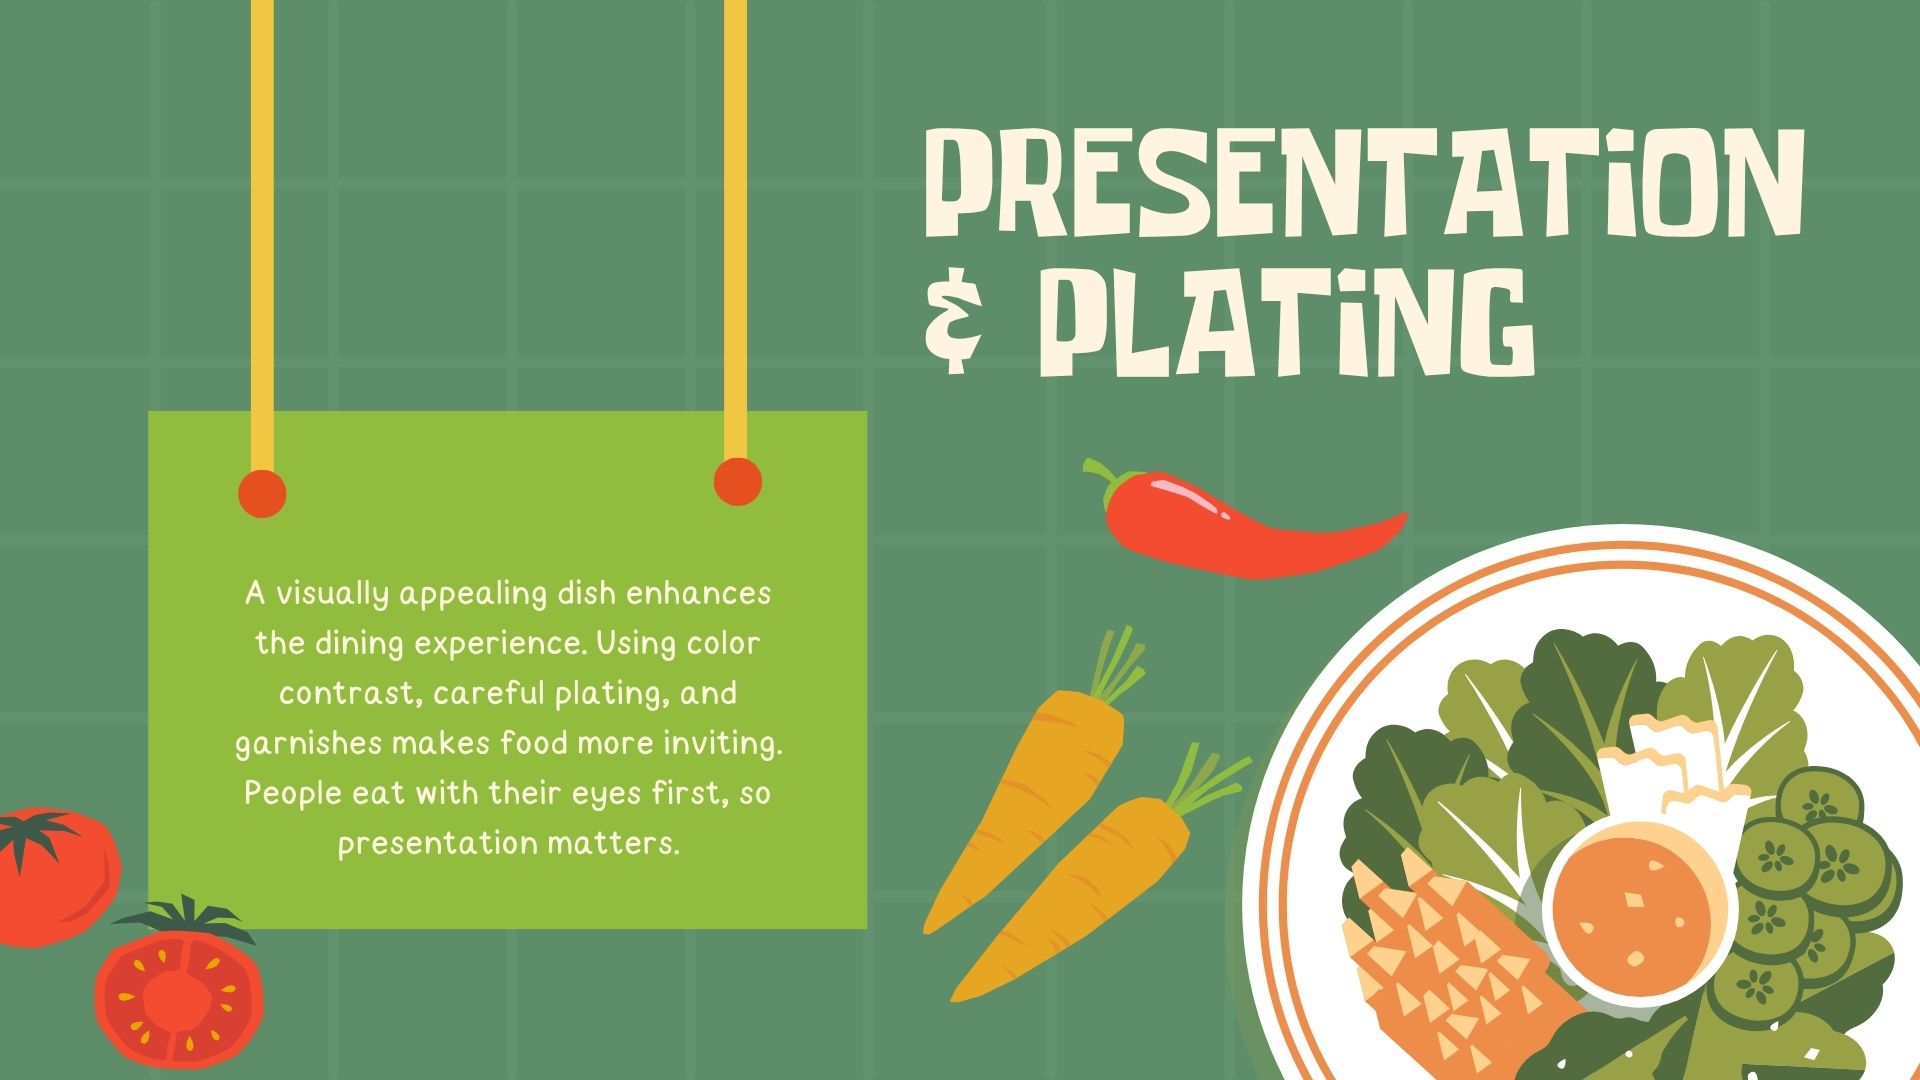 PRESENTATION
& PLATING
A visually appealing dish enhances
the dining experience. Using color
contrast, careful plating, and
garnishes makes food more inviting.
People eat with their eyes first, so
presentation matters.